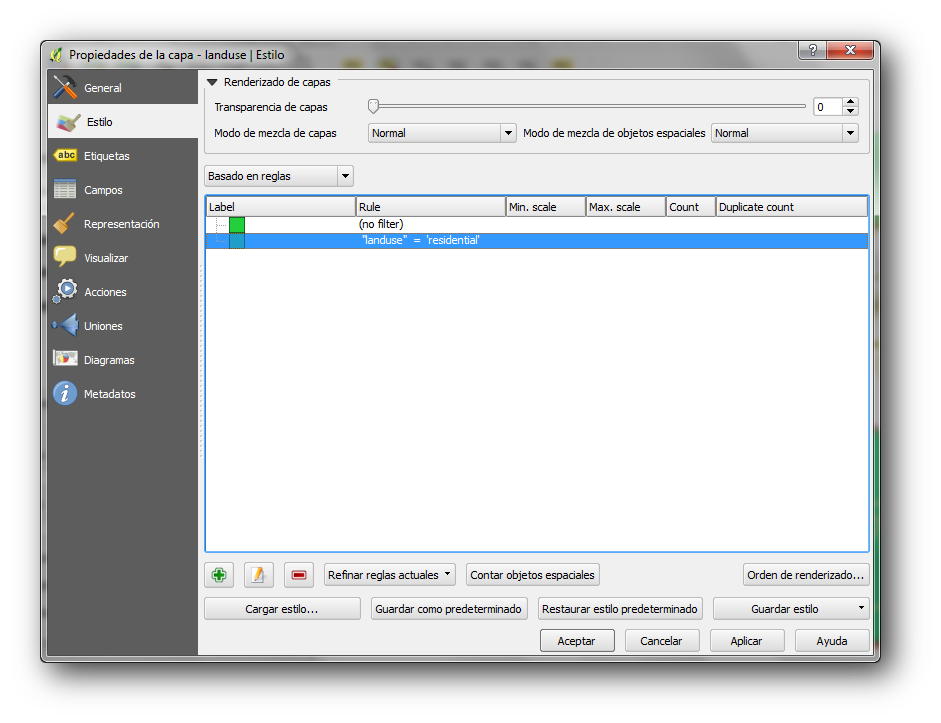 Propiedades de la capa - landuse | Estilo
?
General
Estilo
abc Etiquetas
Campos
Representación
Visualizar
Acciones
Uniones
Diagramas
i Metadatos
Renderizado de capas
Transparencia de capas 0
Modo de mezcla de capas Normal Modo de mezcla de objetos espaciales Normal
Basado en reglas
Label Rule Min. scale Max. scale Count Duplicate count
(no filter)
"landuse" = 'residential'
Refinar reglas actuales Contar objetos espaciales Orden de renderizado...
Cargar estilo... Guardar como predeterminado Restaurar estilo predeterminado Guardar estilo
Aceptar Cancelar Aplicar Ayuda